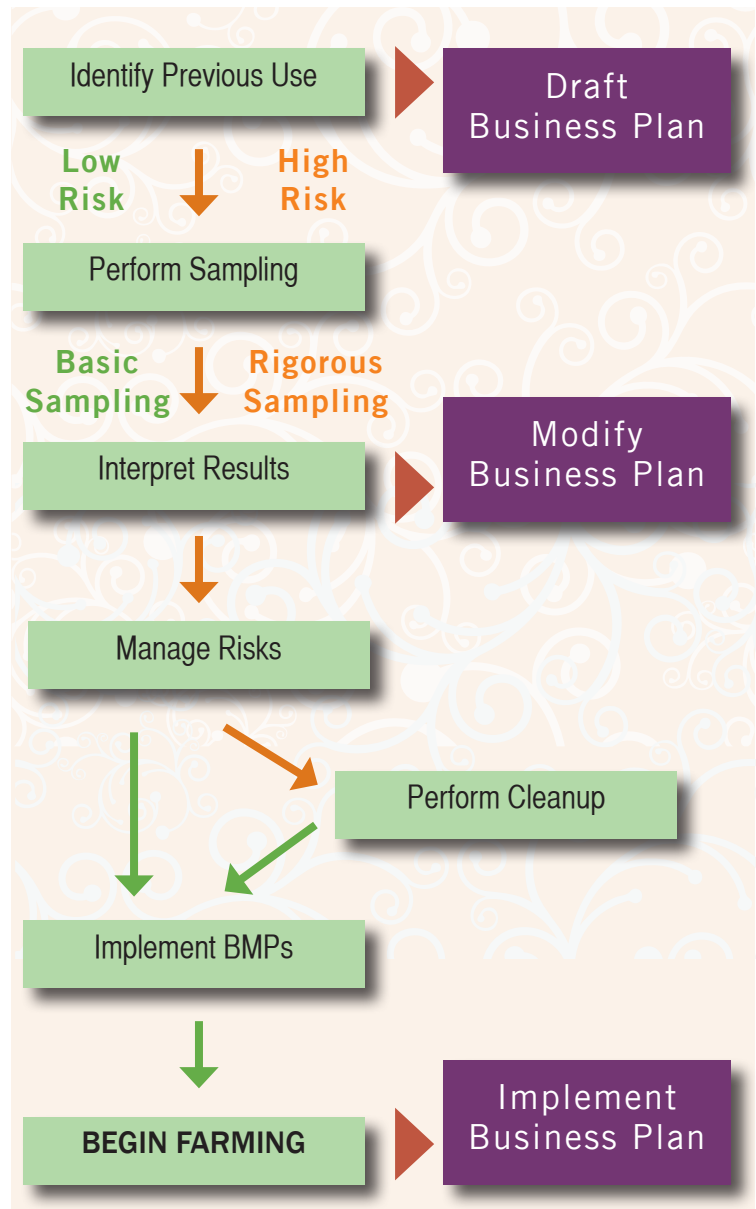 Identify Previous Use
Draft
Business Plan
Low
Risk
High
Risk
Perform Sampling
Basic
Sampling
Rigorous
Sampling
Interpret Results
Modify
Business Plan
Manage Risks
Perform Cleanup
Implement BMPs
BEGIN FARMING
Implement
Business Plan